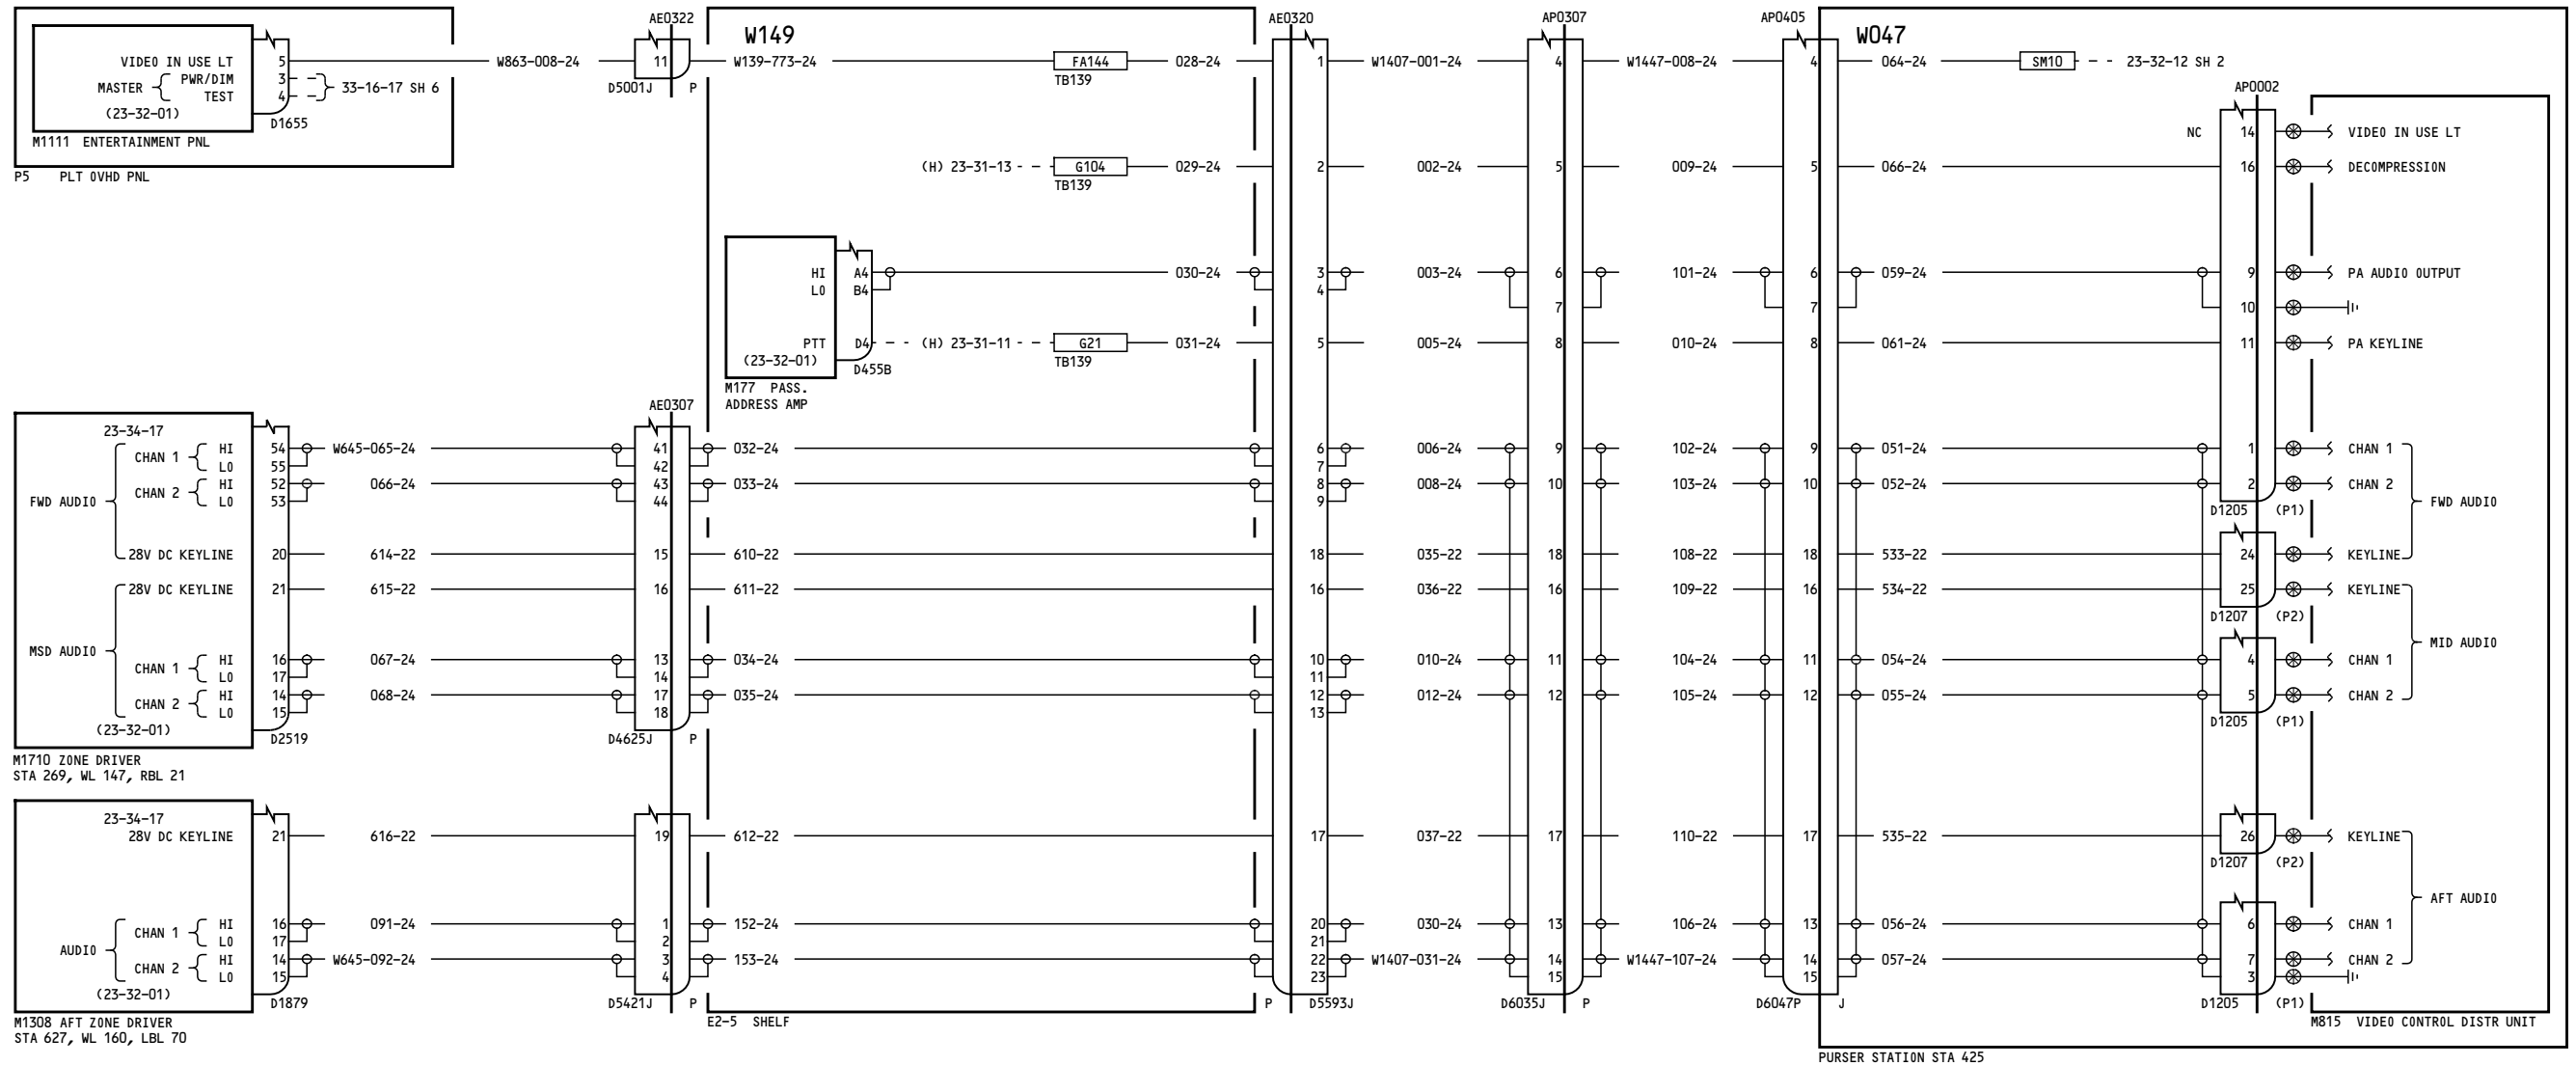 AE0322
AE0320
AP0307
AP0405
W149
W047
VIDEO IN USE LT 5 W863-008-24 11 W139-773-24 FA144 028-24 1 W1407-001-24 4 W1447-008-24 4 064-24 SM10 23-32-12 SH 2
MASTER PWR/DIM 3 33-16-17 SH 6
TEST 4
TB139
D5001J P
AP0002
(23-32-01)
D1655
M1111 ENTERTAINMENT PNL
NC 14 VIDEO IN USE LT
(H) 23-31-13 G104 029-24 2 002-24 5 009-24 5 066-24 16 DECOMPRESSION
P5 PLT OVHD PNL
TB139
HI A4 030-24 3 003-24 6 101-24 6 059-24 9 PA AUDIO OUTPUT
LO B4 4
7 7 10
PTT D4 (H) 23-31-11 G21 031-24 5 005-24 8 010-24 8 061-24 11 PA KEYLINE
(23-32-01)
TB139
D455B
M177 PASS.
ADDRESS AMP
AE0307
23-34-17
CHAN 1 HI 54 W645-065-24 41 032-24 6 006-24 9 102-24 9 051-24 1 CHAN 1
LO 55 42 7
CHAN 2 HI 52 066-24 43 033-24 8 008-24 10 103-24 10 052-24 2 CHAN 2
LO 53 44 9
FWD AUDIO
FWD AUDIO
D1205 (P1)
28V DC KEYLINE 20 614-22 15 610-22 18 035-22 18 108-22 18 533-22 24 KEYLINE
28V DC KEYLINE 21 615-22 16 611-22 16 036-22 16 109-22 16 534-22 25 KEYLINE
D1207 (P2)
MSD AUDIO
MID AUDIO
CHAN 1 HI 16 067-24 13 034-24 10 010-24 11 104-24 11 054-24 4 CHAN 1
LO 17 14 11
CHAN 2 HI 14 068-24 17 035-24 12 012-24 12 105-24 12 055-24 5 CHAN 2
LO 15 18 13
D1205 (P1)
(23-32-01)
D2519
D4625J P
M1710 ZONE DRIVER
STA 269, WL 147, RBL 21
23-34-17
28V DC KEYLINE 21 616-22 19 612-22 17 037-22 17 110-22 17 535-22 26 KEYLINE
D1207 (P2)
AFT AUDIO
AUDIO
CHAN 1 HI 16 091-24 1 152-24 20 030-24 13 106-24 13 056-24 6 CHAN 1
LO 17 2 21
CHAN 2 HI 14 W645-092-24 3 153-24 22 W1407-031-24 14 W1447-107-24 14 057-24 7 CHAN 2
LO 15 4 23 15 15 3
(23-32-01)
D1879
D5421J P
P D5593J
D6035J P
D6047P J
D1205 (P1)
M1308 AFT ZONE DRIVER
STA 627, WL 160, LBL 70
E2-5 SHELF
M815 VIDEO CONTROL DISTR UNIT
PURSER STATION STA 425